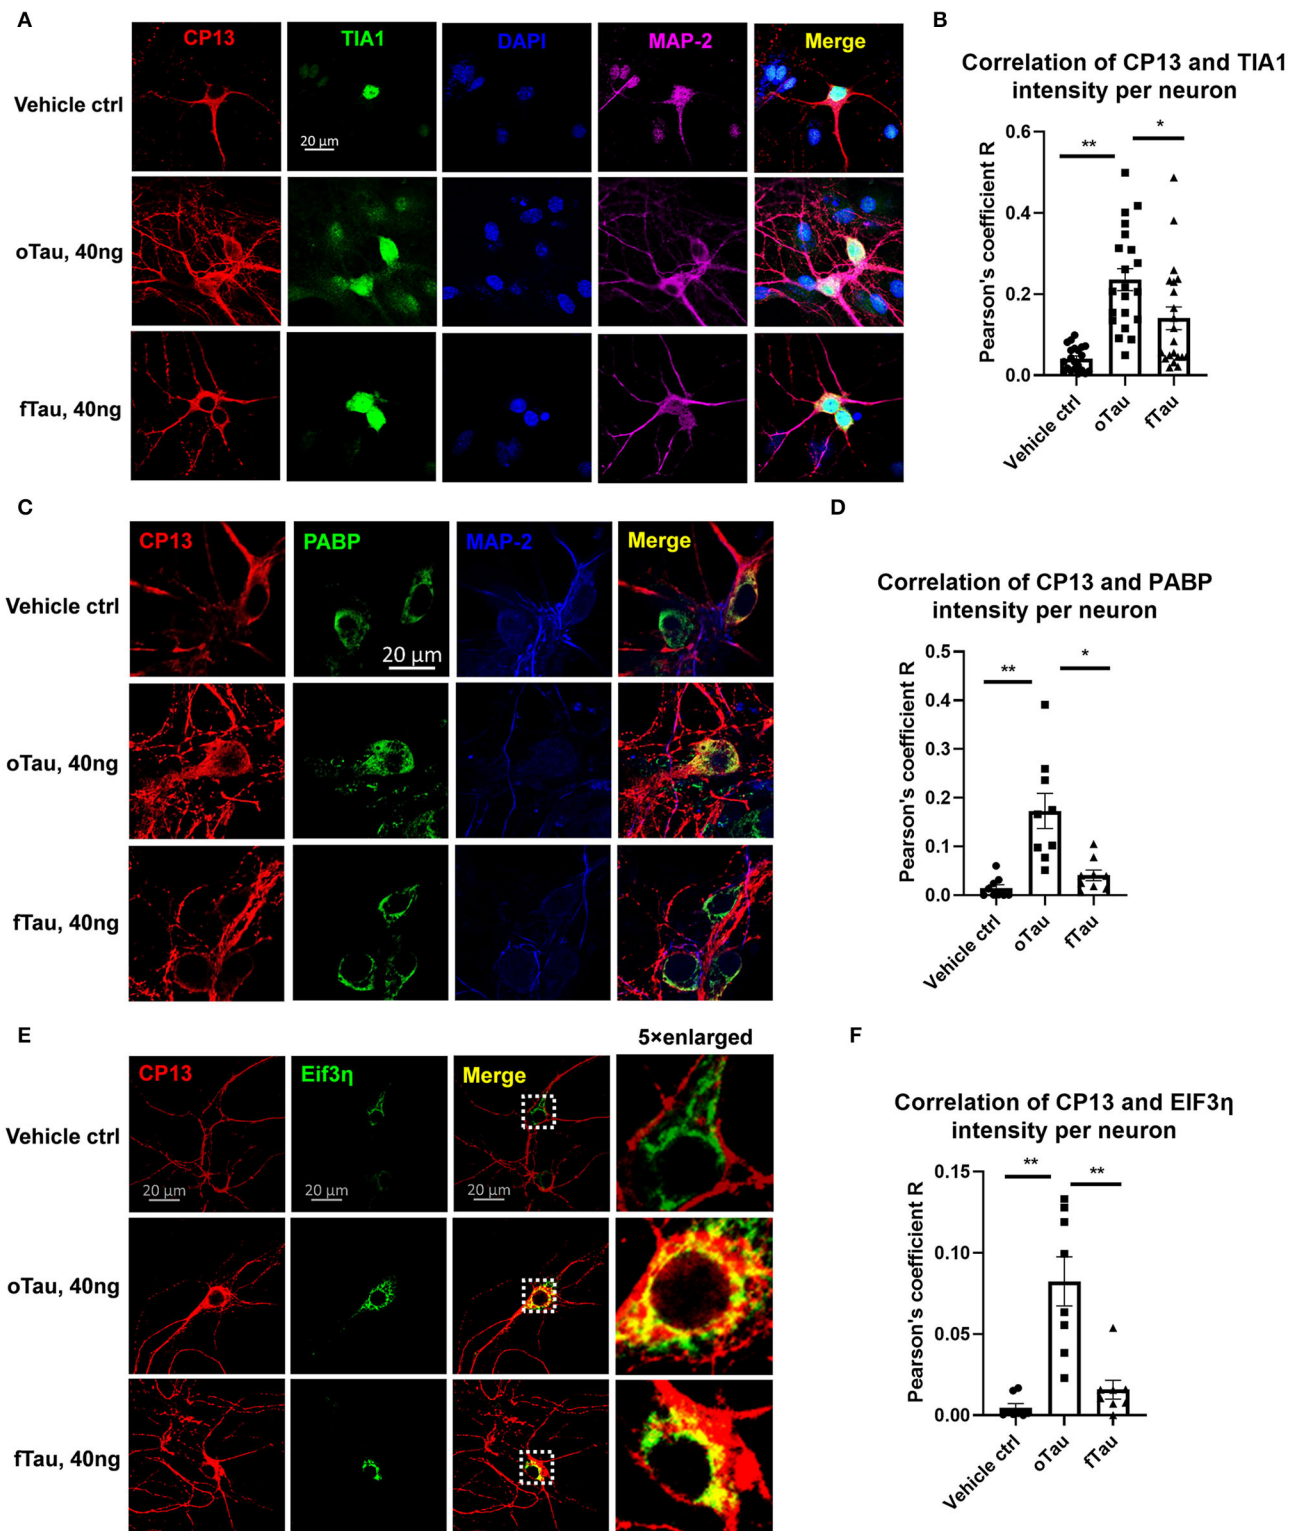 A
CP13
TIA1
DAPI
MAP-2
Merge
Vehicle ctrl
20 µm
oTau, 40ng
fTau, 40ng
B
Correlation of CP13 and TIA1
intensity per neuron
Pearson's coefficient R
0.6
0.4
0.2
0.0
**
*
Vehicle ctrl
oTau
fTau
C
CP13
PABP
MAP-2
Merge
Vehicle ctrl
20 µm
oTau, 40ng
fTau, 40ng
D
Correlation of CP13 and PABP
intensity per neuron
Pearson's coefficient R
0.5
0.4
0.3
0.2
0.1
0.0
**
*
Vehicle ctrl
oTau
fTau
E
5×enlarged
CP13
Eif3η
Merge
Vehicle ctrl
20 µm
20 µm
20 µm
oTau, 40ng
fTau, 40ng
F
Correlation of CP13 and EIF3η
intensity per neuron
Pearson's coefficient R
0.15
0.10
0.05
0.00
**
**
Vehicle ctrl
oTau
fTau